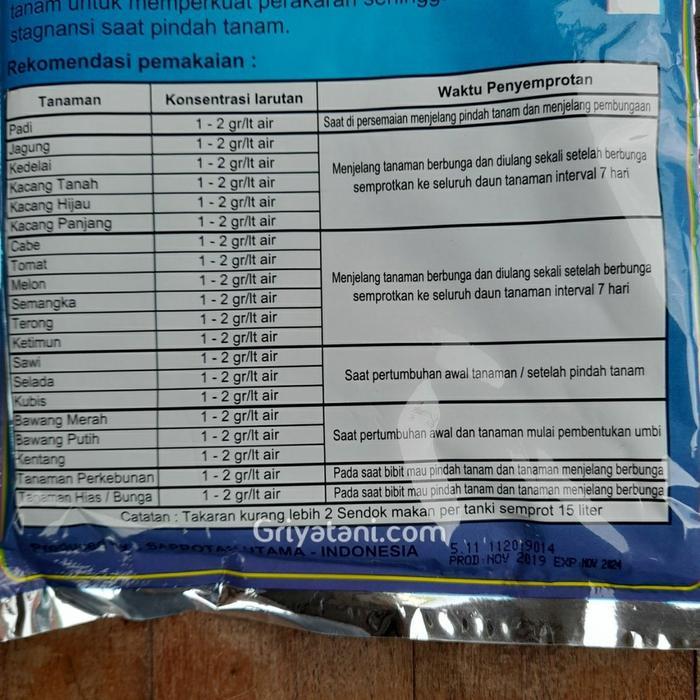 tanam untuk memperkuat perakaran
stagnansi saat pindah tanam.
Rekomendasi pemakaian :
Tanaman Konsentrasi larutan Waktu Penyemprotan
Padi 1 - 2 gr/lt air Saat di persemaian menjelang pindah tanam dan menjelang pembungaan
Jagung 1 - 2 gr/lt air
Kedelai 1 - 2 gr/lt air Menjelang tanaman berbunga dan diulang sekali setelah berbunga
Kacang Tanah 1 - 2 gr/lt air semprotkan ke seluruh daun tanaman interval 7 hari
Kacang Hijau 1 - 2 gr/lt air
Kacang Panjang 1 - 2 gr/lt air
Cabe 1 - 2 gr/lt air
Tomat 1 - 2 gr/lt air
Melon 1 - 2 gr/lt air Menjelang tanaman berbunga dan diulang sekali setelah berbunga
Semangka 1 - 2 gr/lt air semprotkan ke seluruh daun tanaman interval 7 hari
Terong 1 - 2 gr/lt air
Ketimun 1 - 2 gr/lt air
Sawi 1 - 2 gr/lt air
Selada 1 - 2 gr/lt air Saat pertumbuhan awal tanaman / setelah pindah tanam
Kubis 1 - 2 gr/lt air
Bawang Merah 1 - 2 gr/lt air
Bawang Putih 1 - 2 gr/lt air Saat pertumbuhan awal dan tanaman mulai pembentukan umbi
Kentang 1 - 2 gr/lt air
Tanaman Perkebunan 1 - 2 gr/lt air Pada saat bibit mau pindah tanam dan tanaman menjelang berbunga
Tanaman Hias / Bunga 1 - 2 gr/lt air Pada saat bibit mau pindah tanam dan tanaman menjelang berbunga
Catatan : Takaran kurang lebih 2 Sendok makan per tanki semprot 15 liter
Griyatani.com
UTAMA - INDONESIA
5.11 112019014
PROD.NOV 2019 EXP NOV 2024